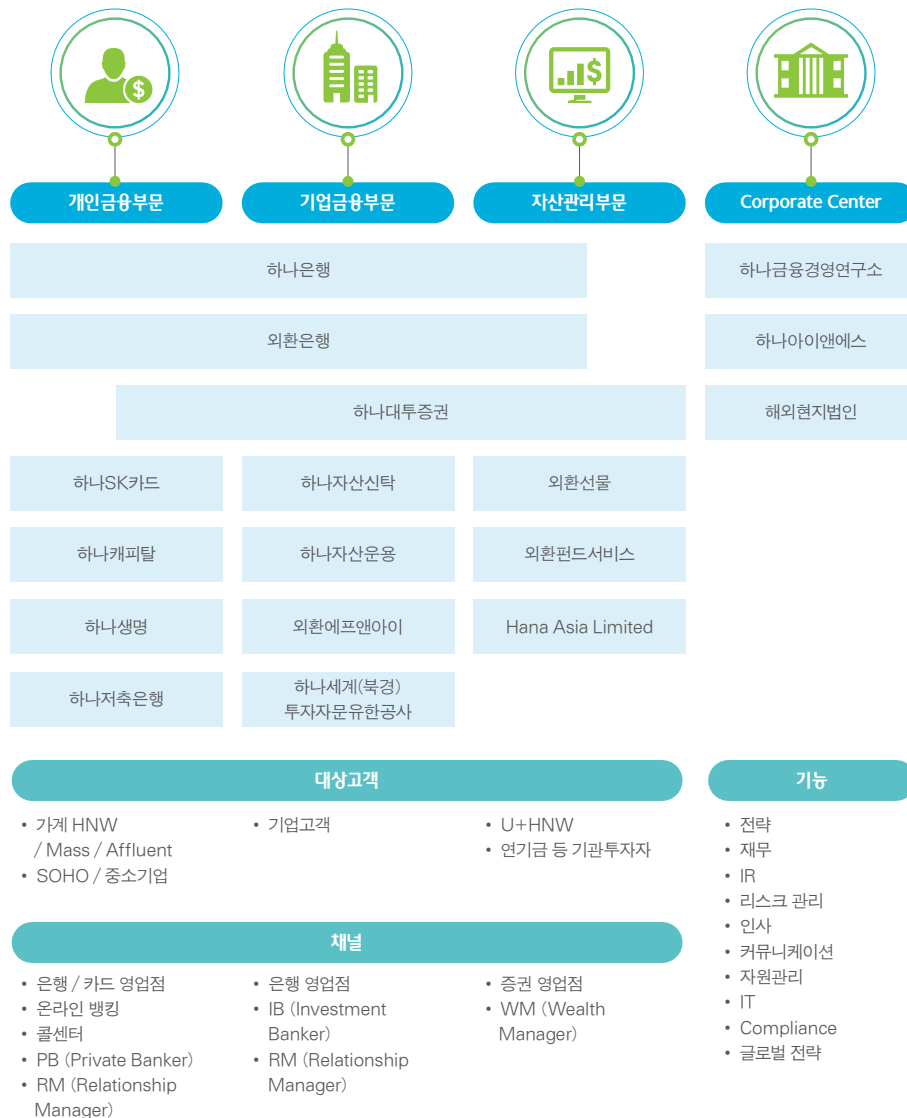 개인금융부문
기업금융부문
자산관리부문
Corporate Center
하나은행
하나금융경영연구소
외환은행
하나아이앤에스
하나대투증권
해외현지법인
하나SK카드
하나자산신탁
외환선물
하나캐피탈
하나자산운용
외환펀드서비스
하나생명
외환에프앤아이
Hana Asia Limited
하나저축은행
하나세계(북경)
투자자문유한공사
대상고객
• 가계 HNW
/ Mass / Affluent
• SOHO / 중소기업
• 기업고객
• U+HNW
• 연기금 등 기관투자자
채널
• 은행 / 카드 영업점
• 온라인 뱅킹
• 콜센터
• PB (Private Banker)
• RM (Relationship
Manager)
• 은행 영업점
• IB (Investment
Banker)
• RM (Relationship
Manager)
• 증권 영업점
• WM (Wealth
Manager)
기능
• 전략
• 재무
• IR
• 리스크 관리
• 인사
• 커뮤니케이션
• 자원관리
• IT
• Compliance
• 글로벌 전략